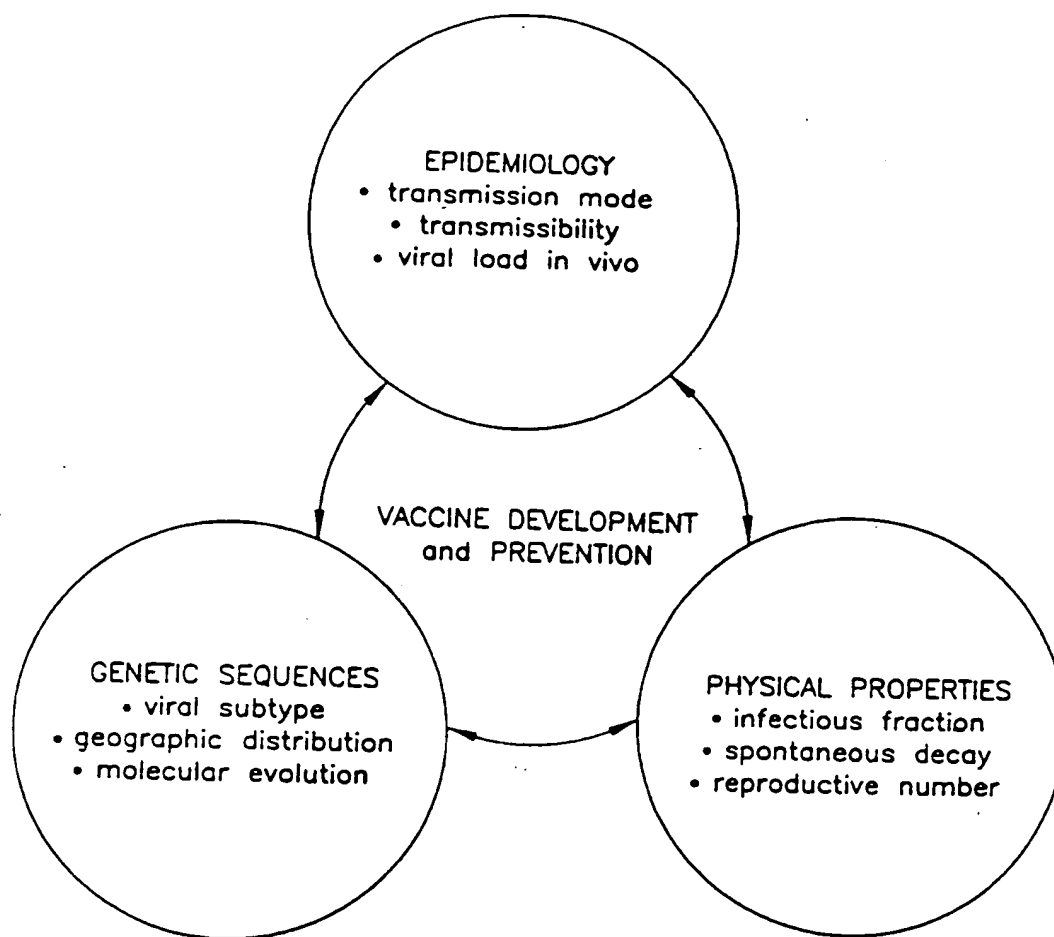 EPIDEMIOLOGY
• transmission mode
• transmissibility
• viral load in vivo
VACCINE DEVELOPMENT
and PREVENTION
GENETIC SEQUENCES
• viral subtype
• geographic distribution
• molecular evolution
PHYSICAL PROPERTIES
• infectious fraction
• spontaneous decay
• reproductive number